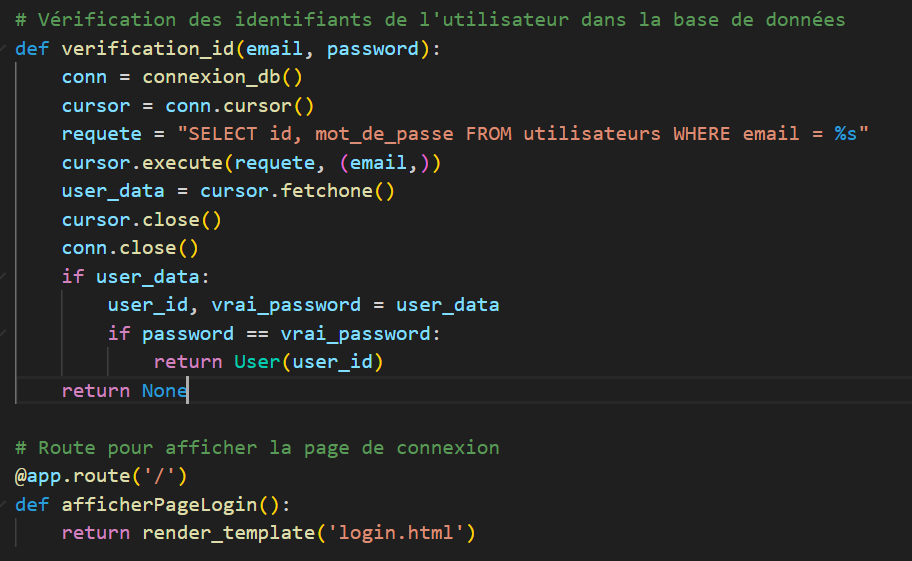 # Vérification des identifiants de l'utilisateur dans la base de données
def verification_id(email, password):
    conn = connexion_db()
    cursor = conn.cursor()
    requete = "SELECT id, mot_de_passe FROM utilisateurs WHERE email = %s"
    cursor.execute(requete, (email,))
    user_data = cursor.fetchone()
    cursor.close()
    conn.close()
    if user_data:
        user_id, vrai_password = user_data
        if password == vrai_password:
            return User(user_id)
    return None
# Route pour afficher la page de connexion
@app.route('/')
def afficherPageLogin():
    return render_template('login.html')